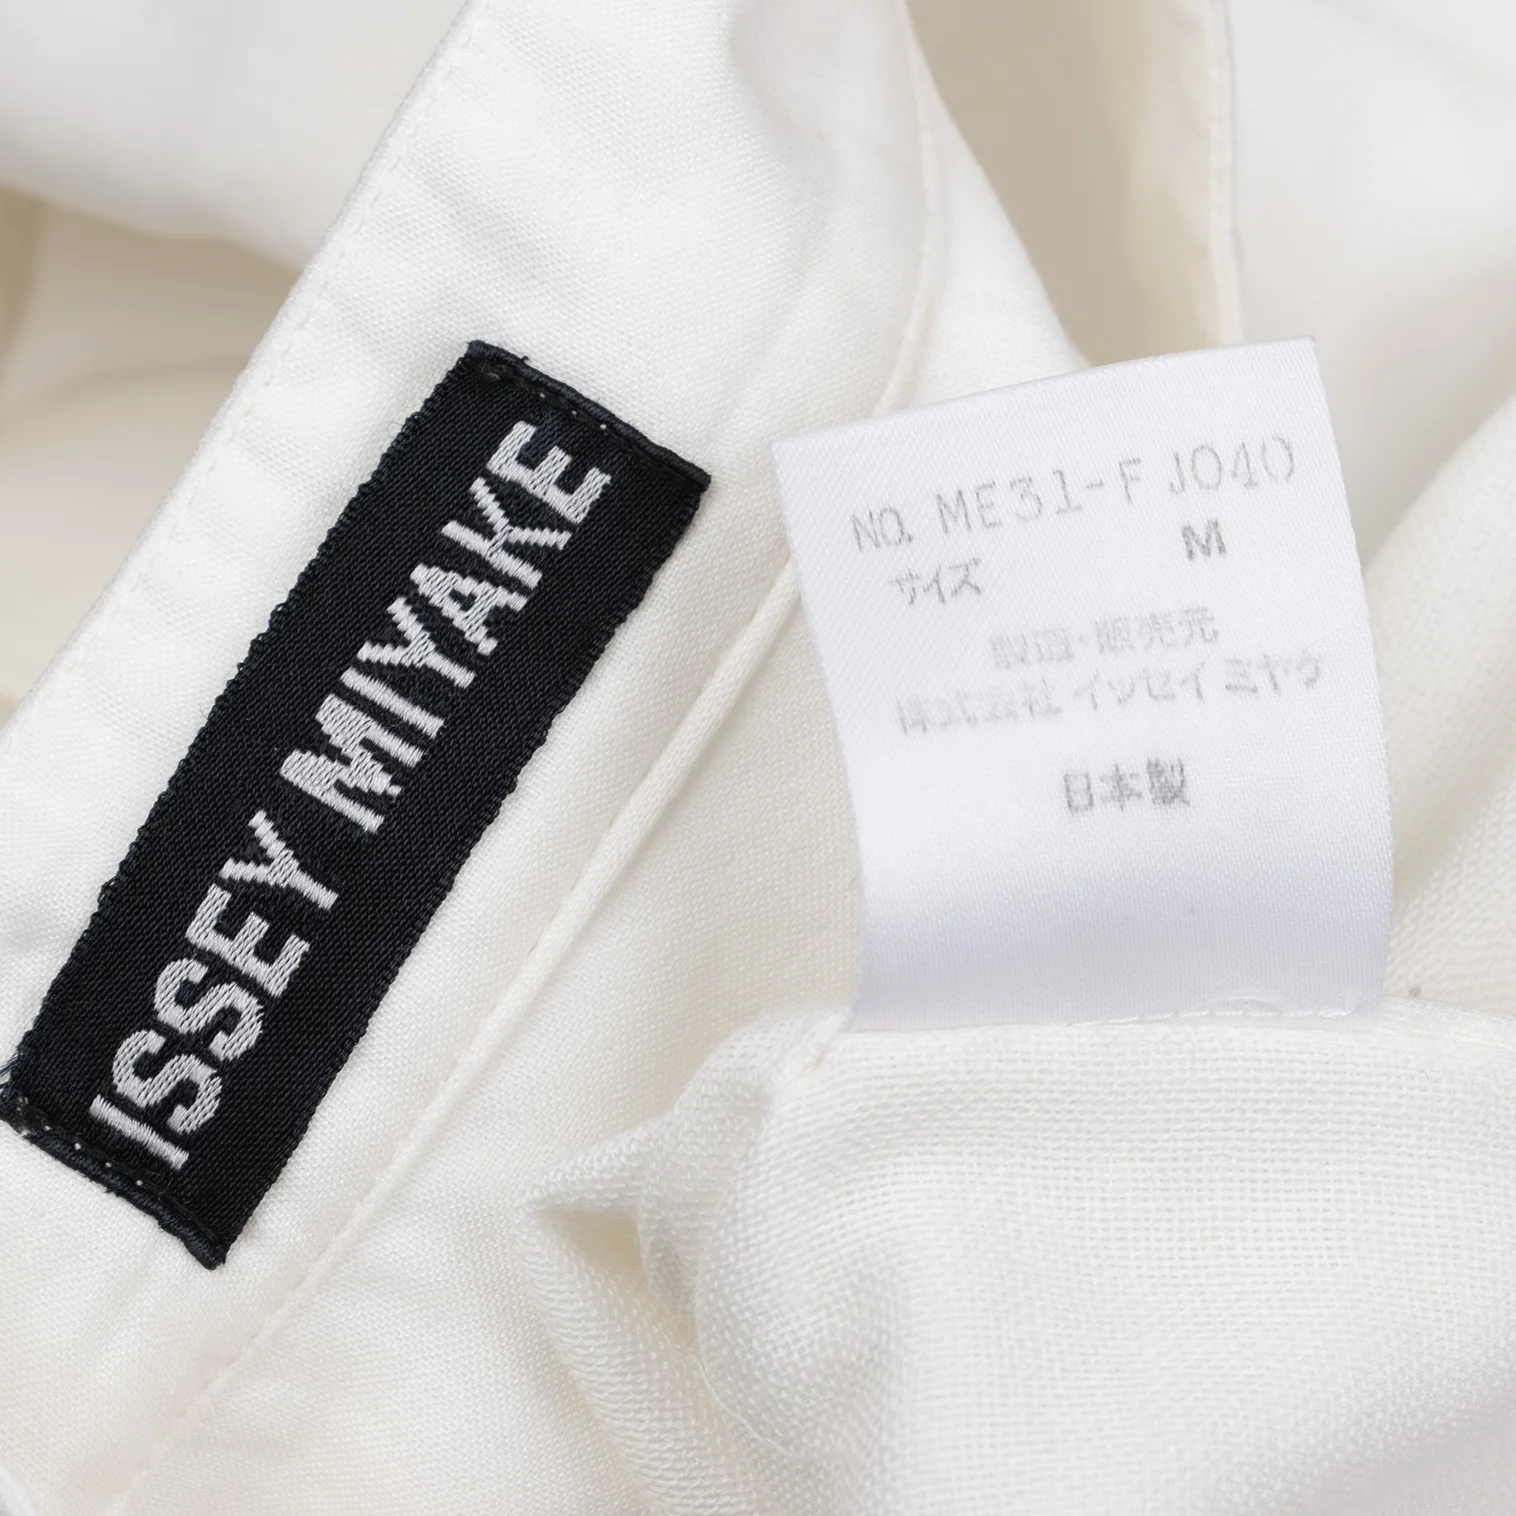 ISSEY MIYAKE
NO. ME31-FJ040
サイズ M
製造・販売元
株式会社 イッセイ ミヤケ
日本製